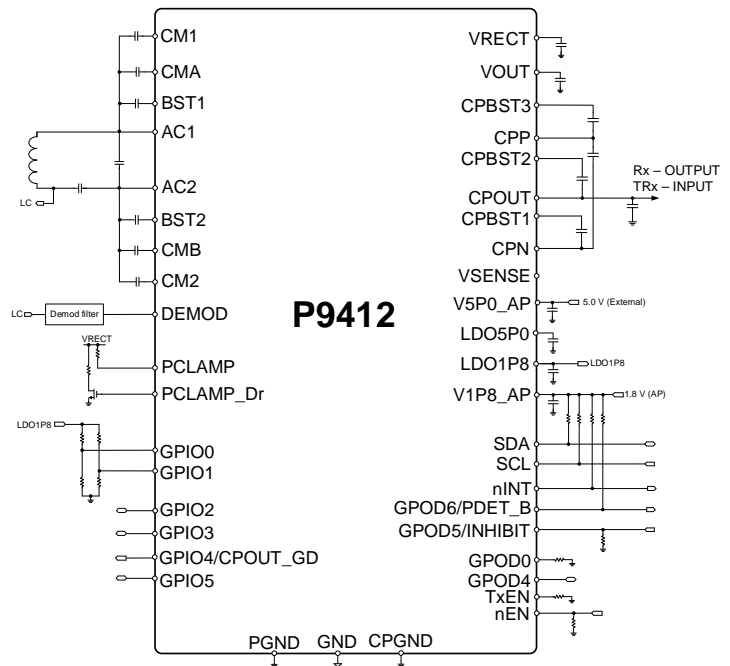 CM1
CMA
BST1
AC1
AC2
LC
BST2
CMB
CM2
LC
Demod filter
DEMOD
VRECT
PCLAMP
PCLAMP_Dr
LDO1P8
GPIO0
GPIO1
GPIO2
GPIO3
GPIO4/CPOUT_GD
GPIO5
P9412
VRECT
VOUT
CPBST3
CPP
CPBST2
CPOUT
Rx – OUTPUT
TRx – INPUT
CPBST1
CPN
VSENSE
V5P0_AP
5.0 V (External)
LDO5P0
LDO1P8
LDO1P8
V1P8_AP
1.8 V (AP)
SDA
SCL
nINT
GPOD6/PDET_B
GPOD5/INHIBIT
GPOD0
GPOD4
TxEN
nEN
PGND
GND
CPGND